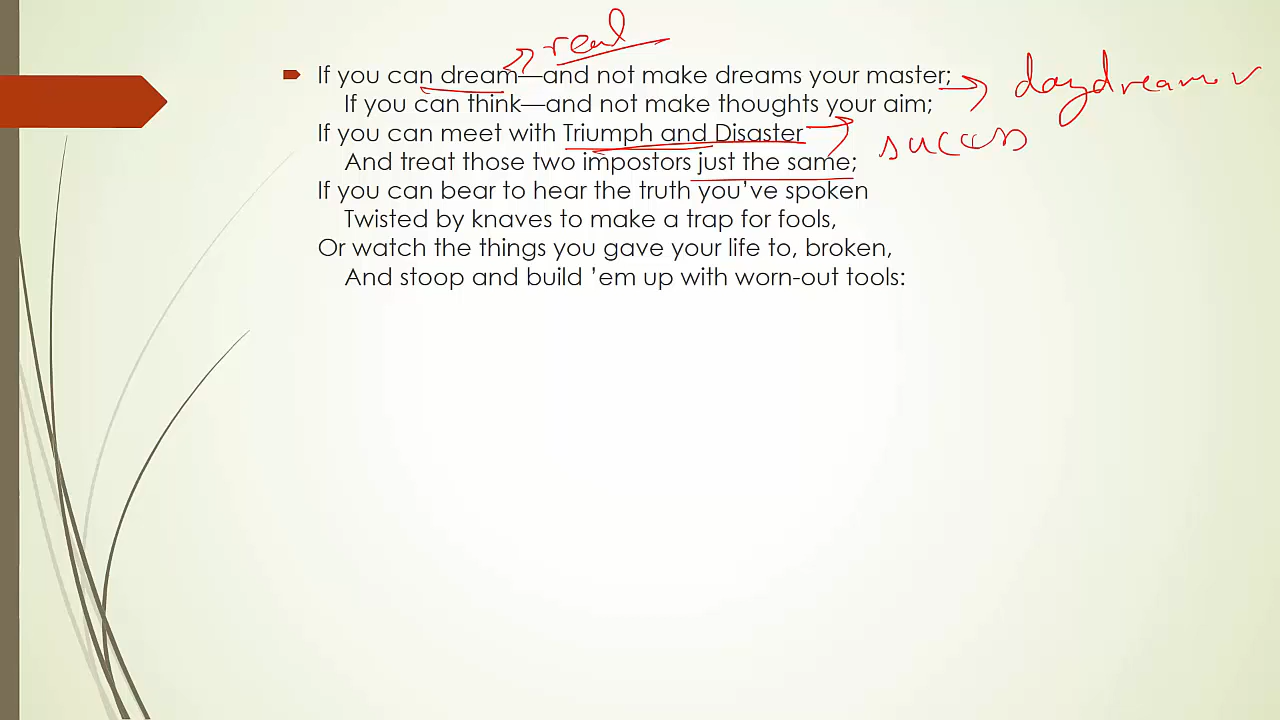 real
If you can dream—and not make dreams your master;
daydreamer
If you can think—and not make thoughts your aim;
If you can meet with Triumph and Disaster
success
And treat those two impostors just the same;
If you can bear to hear the truth you’ve spoken
Twisted by knaves to make a trap for fools,
Or watch the things you gave your life to, broken,
And stoop and build ’em up with worn-out tools: